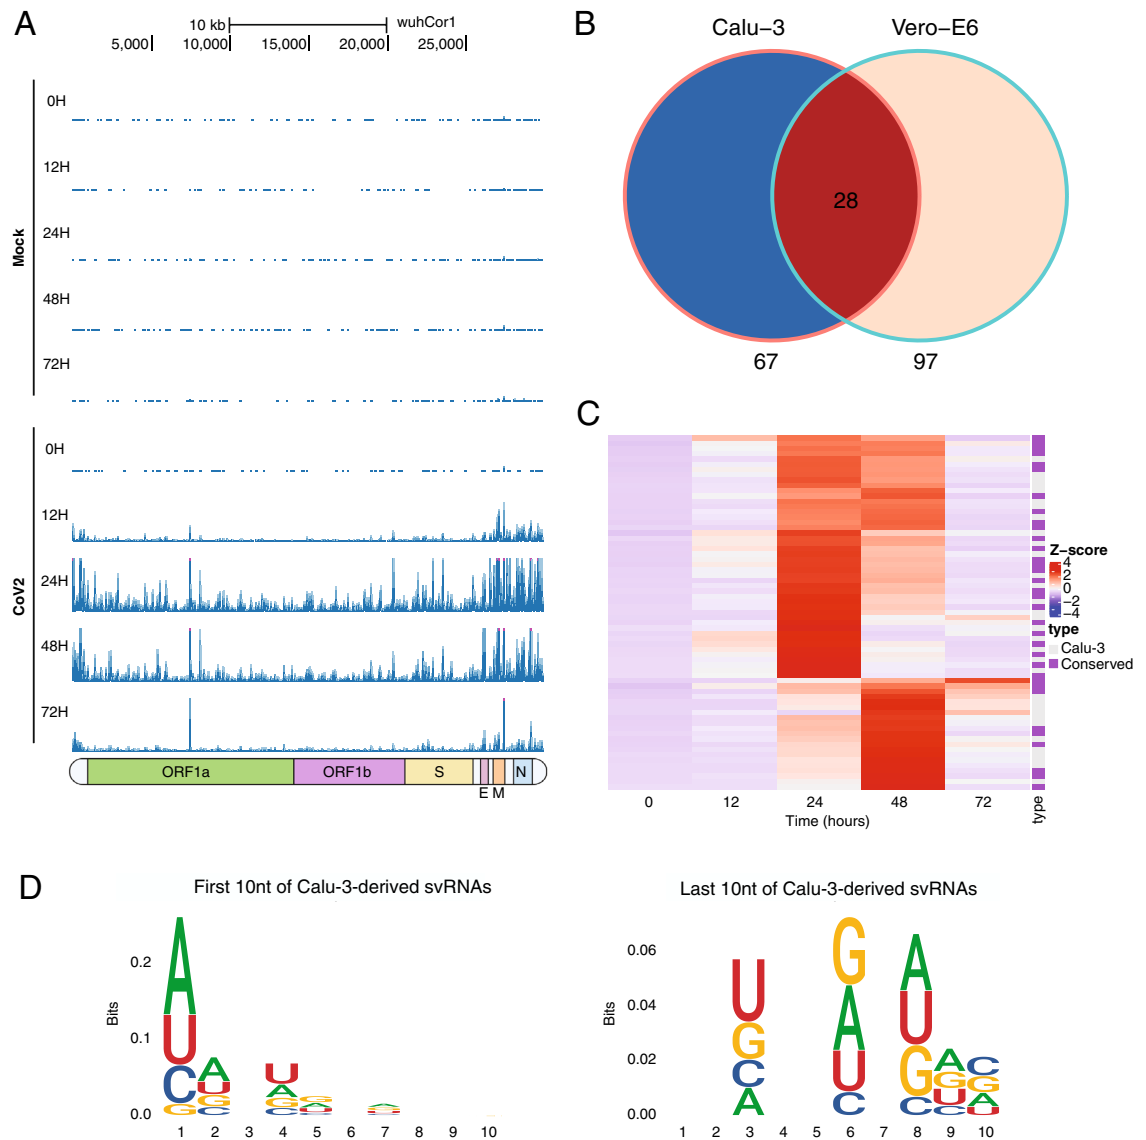 A
10 kb
wuhCor1
5,000
10,000
15,000
20,000
25,000
Mock
0H
12H
24H
48H
72H
CoV2
0H
12H
24H
48H
72H
ORF1a
ORF1b
S
N
E M
B
Calu−3
Vero−E6
28
67
97
C
0
12
24
48
72
Time (hours)
type
Z−score
4
2
0
−2
−4
type
Calu-3
Conserved
D
First 10nt of Calu-3-derived svRNAs
Bits
0.2
0.1
0.0
A
U
C
G
A
U
G
C
U
A
G
C
G
A
U
C
A
G
1 2 3 4 5 6 7 8 9 10
Last 10nt of Calu-3-derived svRNAs
Bits
0.06
0.04
0.02
0.00
U
G
C
A
G
A
U
C
A
U
G
C
A
G
U
C
C
G
A
U
1 2 3 4 5 6 7 8 9 10